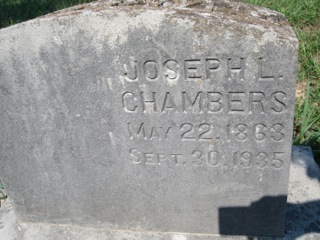 JOSEPH L.
CHAMBERS
MAY 22, 1863
SEPT. 30, 1935